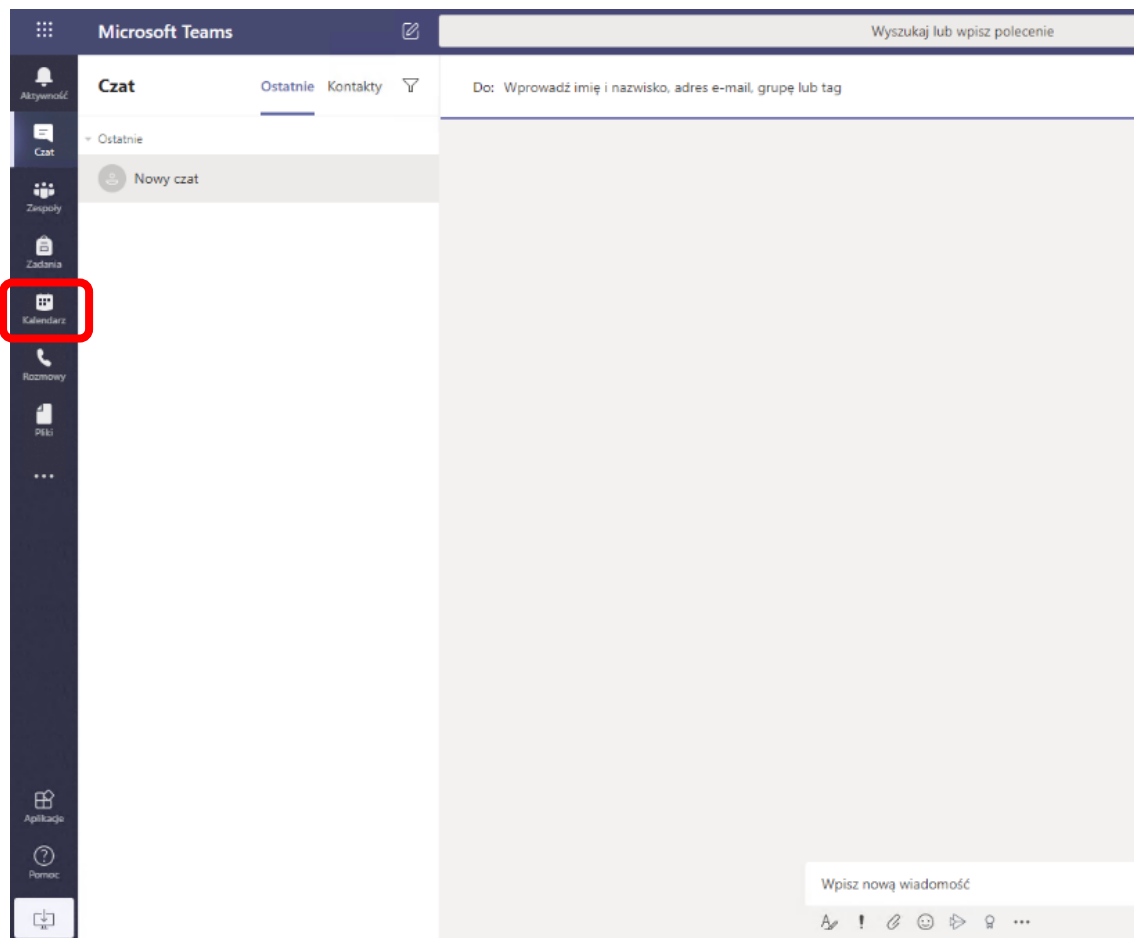 Microsoft Teams
Wyszukaj lub wpisz polecenie
Aktywność
Czat
Zespoły
Zadania
Kalendarz
Rozmowy
Pliki
Aplikacje
Pomoc
Czat
Ostatnie Kontakty
Ostatnie
Nowy czat
Do: Wprowadź imię i nazwisko, adres e-mail, grupę lub tag
Wpisz nową wiadomość